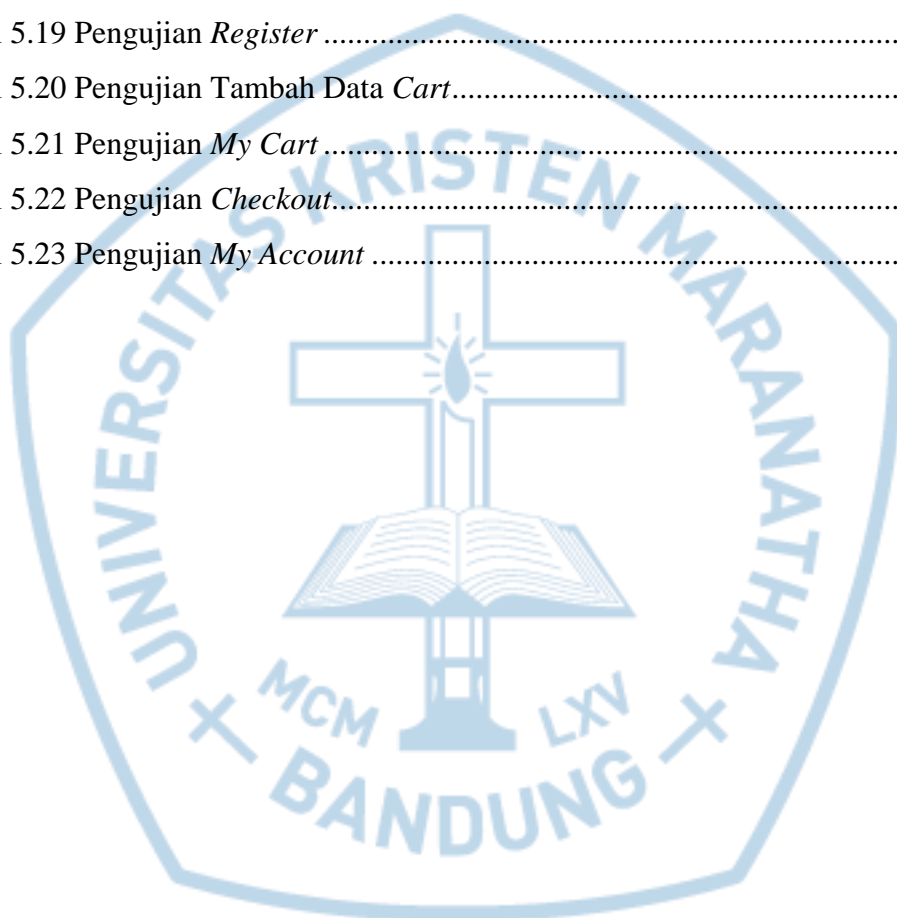 5.19 Pengujian Register ................................................................
5.20 Pengujian Tambah Data Cart................................................
5.21 Pengujian My Cart ................................................................
5.22 Pengujian Checkout..............................................................
5.23 Pengujian My Account ..........................................................
UNIVERSITAS KRISTEN MARANATHA
MCM LXV
BANDUNG